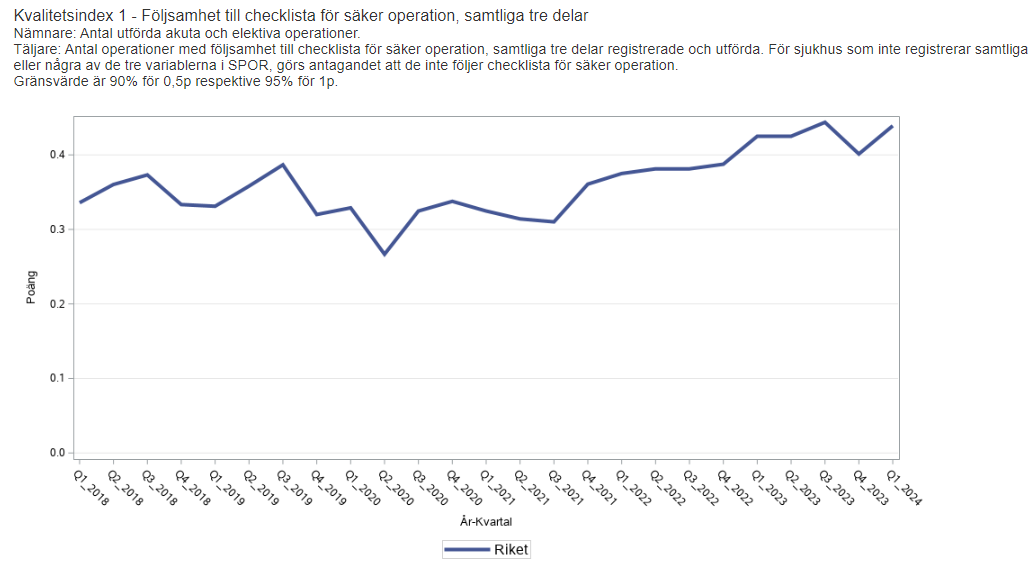 Kvalitetsindex 1 - Följsamhet till checklista för säker operation, samtliga tre delar
Nämnare: Antal utförda akuta och elektiva operationer.
Täljare: Antal operationer med följsamhet till checklista för säker operation, samtliga tre delar registrerade och utförda. För sjukhus som inte registrerar samtliga
eller några av de tre variablerna i SPOR, görs antagandet att de inte följer checklista för säker operation.
Gränsvärde är 90% för 0,5p respektive 95% för 1p.
0.4
0.3
Poäng
0.2
0.1
0.0
Q1_2018
Q2_2018
Q3_2018
Q4_2018
Q1_2019
Q2_2019
Q3_2019
Q4_2019
Q1_2020
Q2_2020
Q3_2020
Q4_2020
Q1_2021
Q2_2021
Q3_2021
Q4_2021
Q1_2022
Q2_2022
Q3_2022
Q4_2022
Q1_2023
Q2_2023
Q3_2023
Q4_2023
Q1_2024
År-Kvartal
Riket